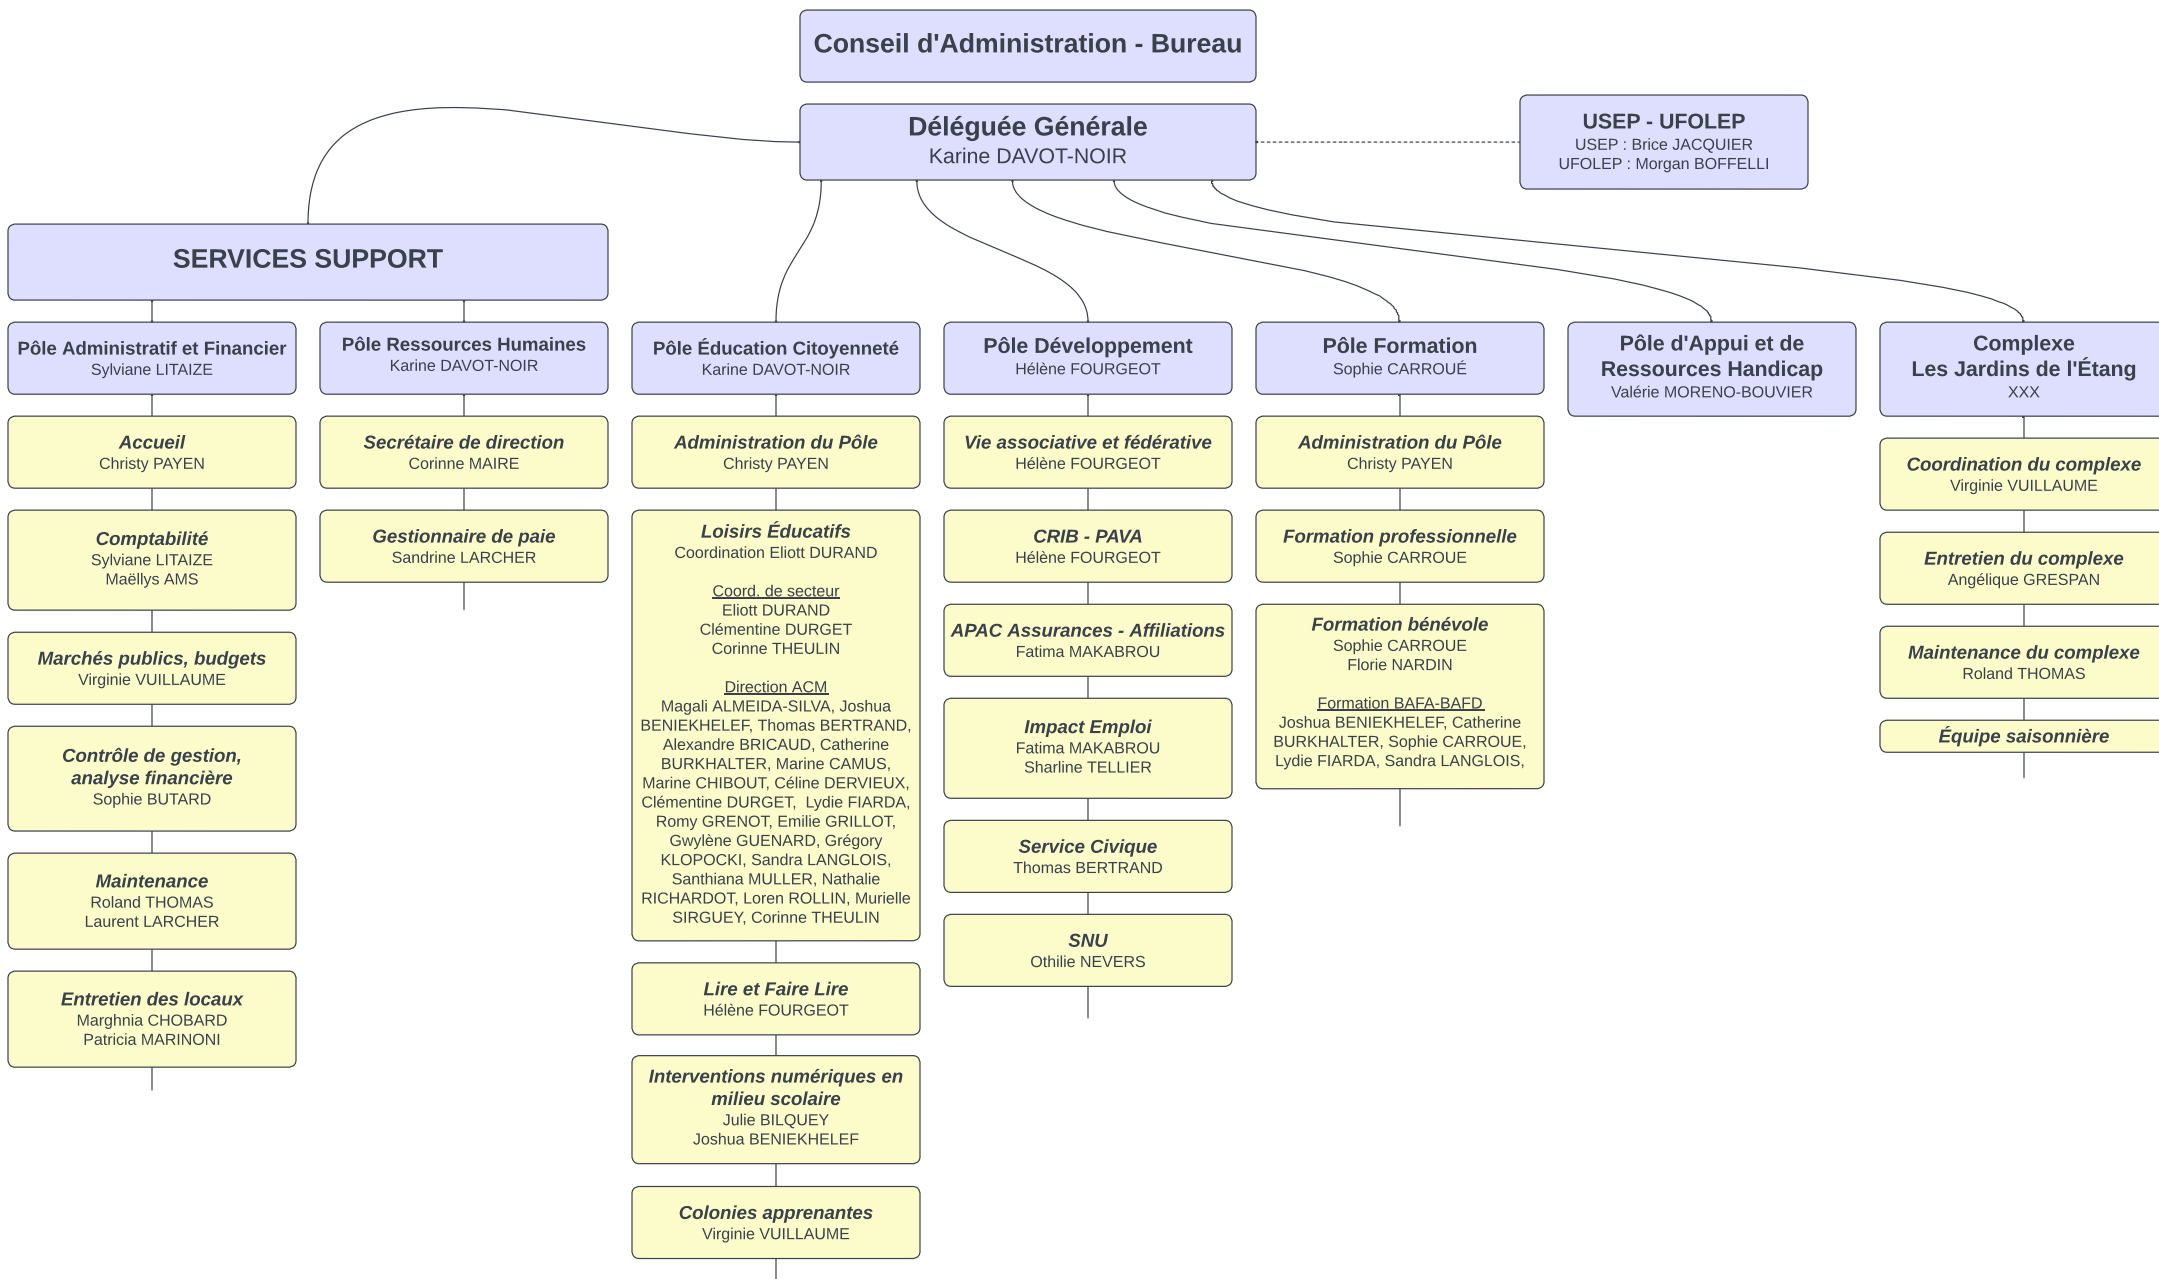 Conseil d'Administration - Bureau
Déléguée Générale
Karine DAVOT-NOIR
USEP - UFOLEP
USEP : Brice JACQUIER
UFOLEP : Morgan BOFFELLI
SERVICES SUPPORT
Pôle Administratif et Financier
Sylviane LITAIZE
Accueil
Christy PAYEN
Comptabilité
Sylviane LITAIZE
Maëllys AMS
Marchés publics, budgets
Virginie VUILLAUME
Contrôle de gestion,
analyse financière
Sophie BUTARD
Maintenance
Roland THOMAS
Laurent LARCHER
Entretien des locaux
Marghnia CHOBARD
Patricia MARINONI
Pôle Ressources Humaines
Karine DAVOT-NOIR
Secrétaire de direction
Corinne MAIRE
Gestionnaire de paie
Sandrine LARCHER
Pôle Éducation Citoyenneté
Karine DAVOT-NOIR
Administration du Pôle
Christy PAYEN
Loisirs Éducatifs
Coordination Eliott DURAND
Coord. de secteur
Eliott DURAND
Clémentine DURGET
Corinne THEULIN
Direction ACM
Magali ALMEIDA-SILVA, Joshua
BENIEKHELEF, Thomas BERTRAND,
Alexandre BRICAUD, Catherine
BURKHALTER, Marine CAMUS,
Marine CHIBOUT, Céline DERVIEUX,
Clémentine DURGET,  Lydie FIARDA,
Romy GRENOT, Emilie GRILLOT,
Gwylène GUENARD, Grégory
KLOPOCKI, Sandra LANGLOIS,
Santhiana MULLER, Nathalie
RICHARDOT, Loren ROLLIN, Murielle
SIRGUEY, Corinne THEULIN
Lire et Faire Lire
Hélène FOURGEOT
Interventions numériques en
milieu scolaire
Julie BILQUEY
Joshua BENIEKHELEF
Colonies apprenantes
Virginie VUILLAUME
Pôle Développement
Hélène FOURGEOT
Vie associative et fédérative
Hélène FOURGEOT
CRIB - PAVA
Hélène FOURGEOT
APAC Assurances - Affiliations
Fatima MAKABROU
Impact Emploi
Fatima MAKABROU
Sharline TELLIER
Service Civique
Thomas BERTRAND
SNU
Othilie NEVERS
Pôle Formation
Sophie CARROUÉ
Administration du Pôle
Christy PAYEN
Formation professionnelle
Sophie CARROUE
Formation bénévole
Sophie CARROUE
Florie NARDIN
Formation BAFA-BAFD
Joshua BENIEKHELEF, Catherine
BURKHALTER, Sophie CARROUE,
Lydie FIARDA, Sandra LANGLOIS,
Pôle d'Appui et de
Ressources Handicap
Valérie MORENO-BOUVIER
Complexe
Les Jardins de l'Étang
XXX
Coordination du complexe
Virginie VUILLAUME
Entretien du complexe
Angélique GRESPAN
Maintenance du complexe
Roland THOMAS
Équipe saisonnière